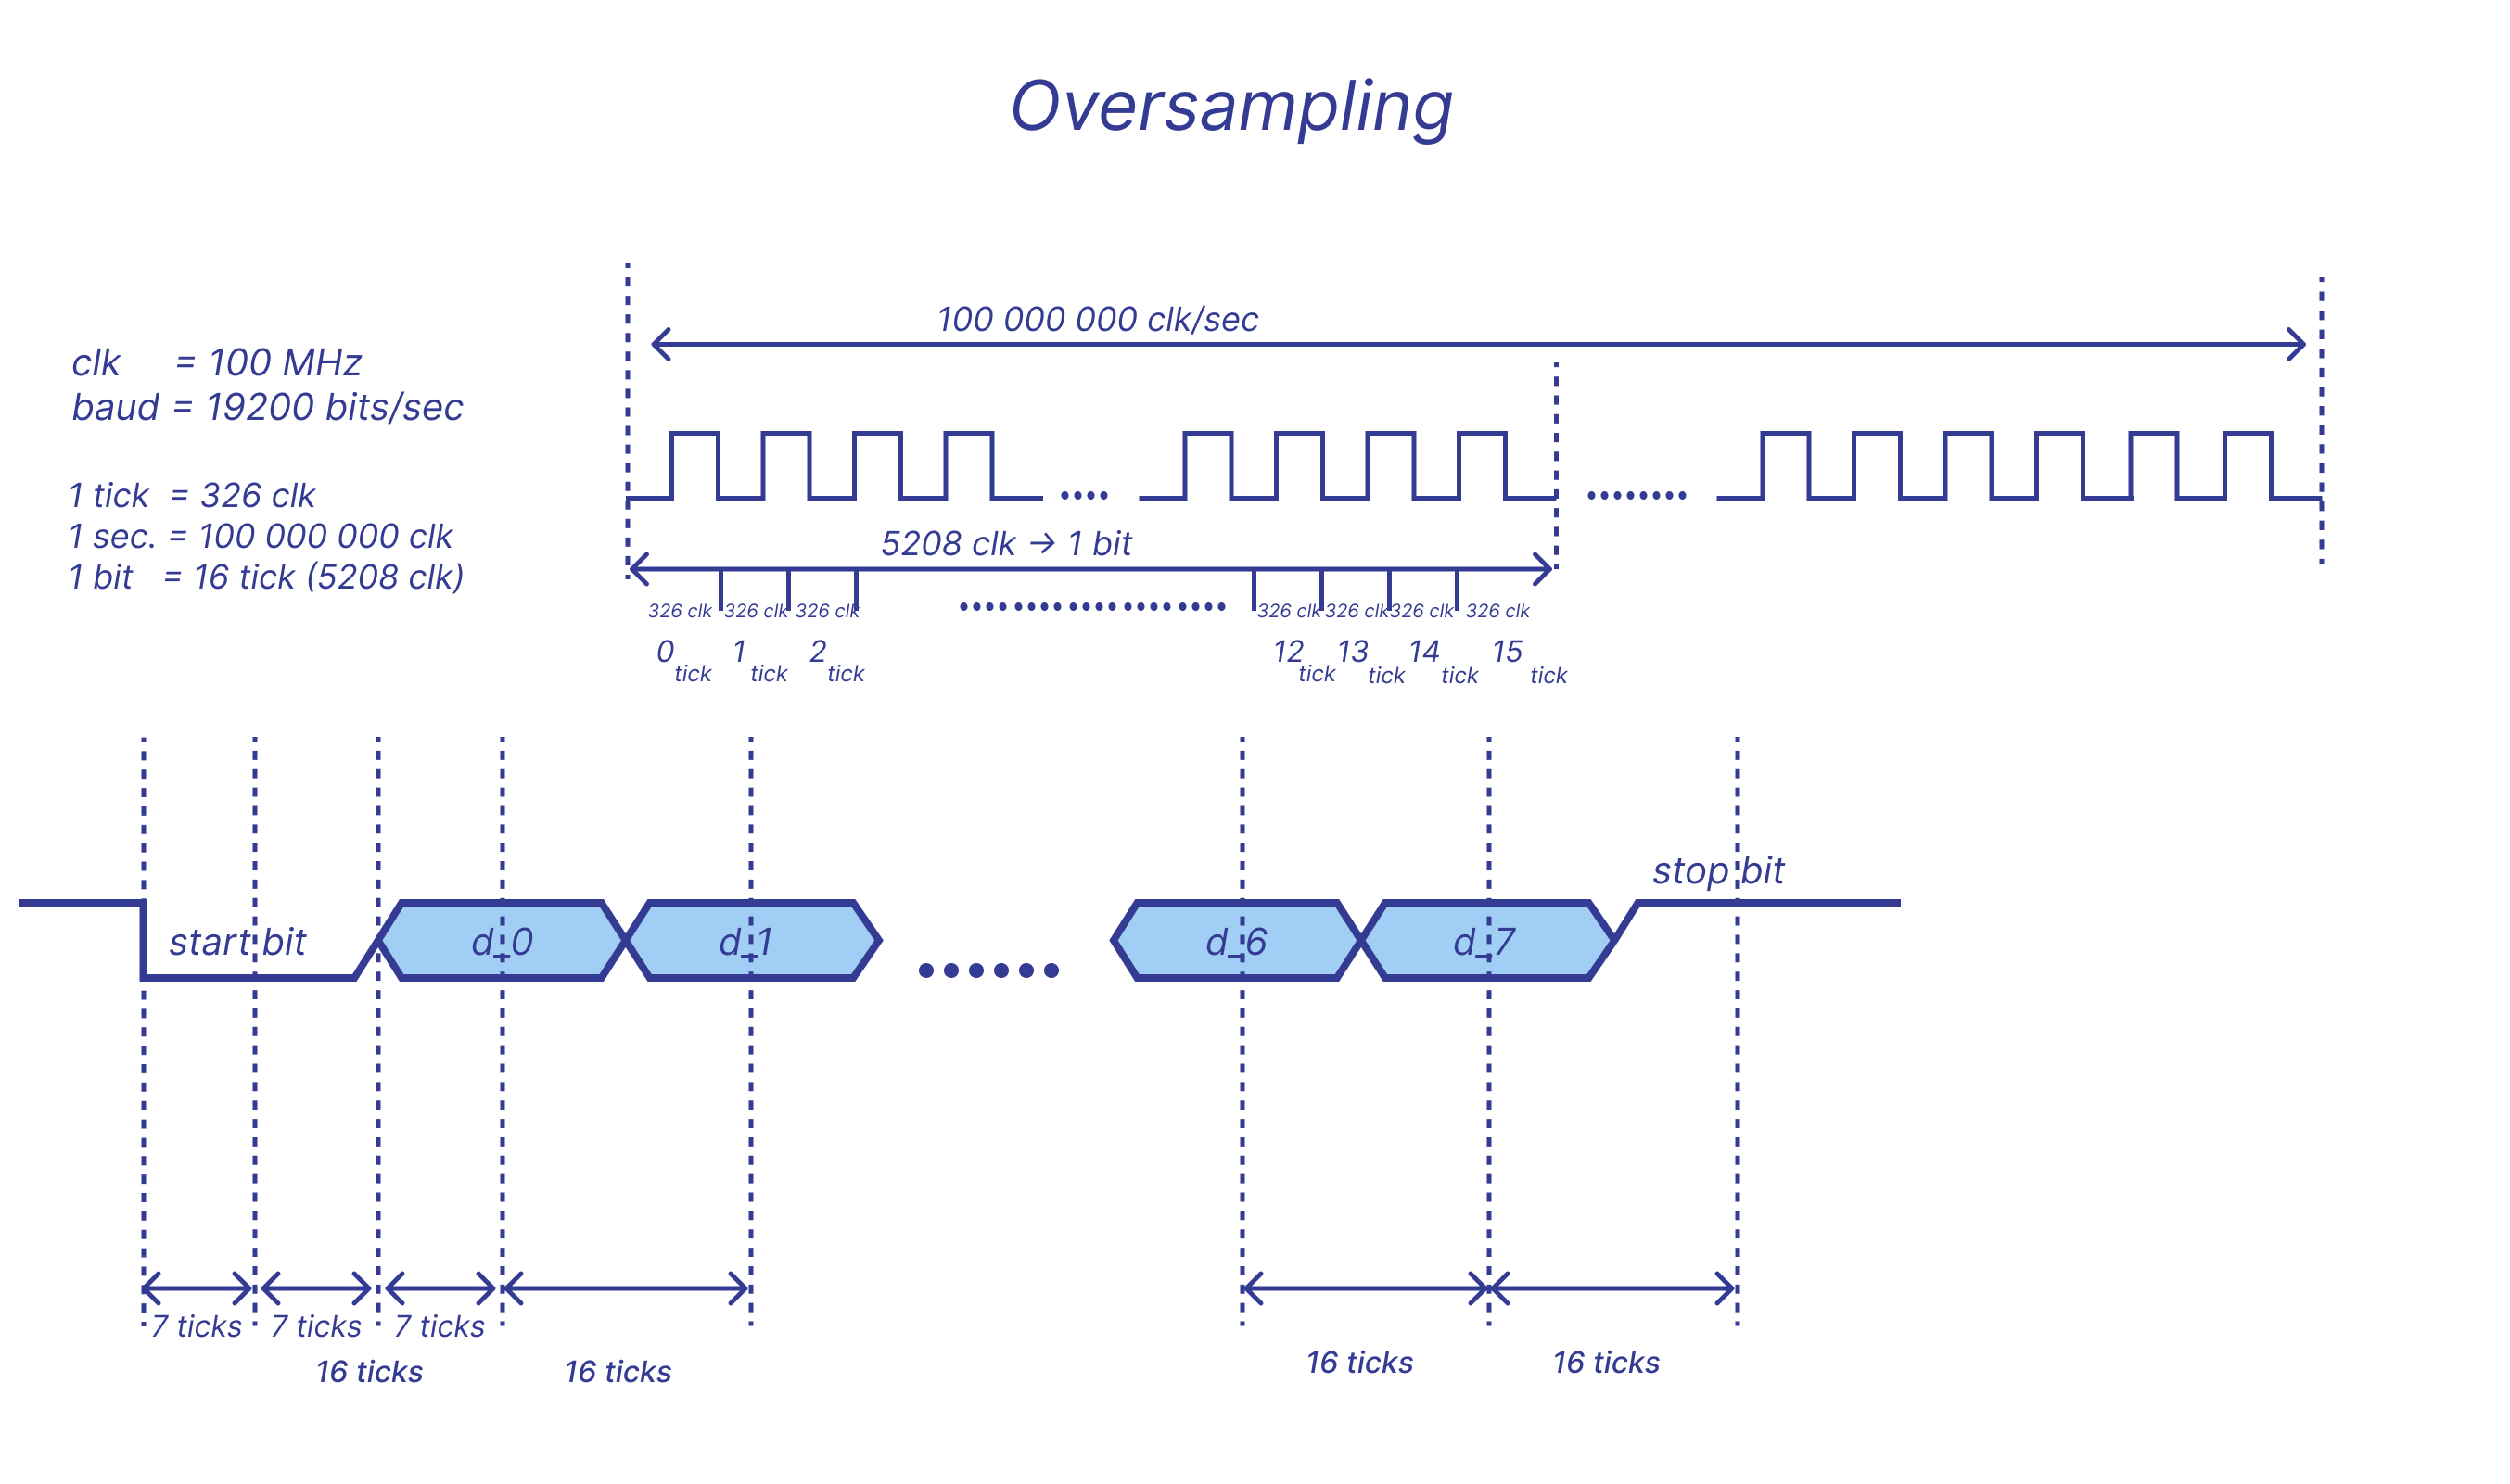 Oversampling
100 000 000 clk/sec
clk = 100 MHz
baud = 19200 bits/sec
1 tick = 326 clk
1 sec. = 100 000 000 clk
1 bit = 16 tick (5208 clk)
5208 clk → 1 bit
326 clk 326 clk 326 clk 326 clk 326 clk 326 clk 326 clk
0 tick 1 tick 2 tick 12 tick 13 tick 14 tick 15 tick
stop bit
start bit d_0 d_1 d_6 d_7
7 ticks 7 ticks 7 ticks
16 ticks 16 ticks 16 ticks 16 ticks